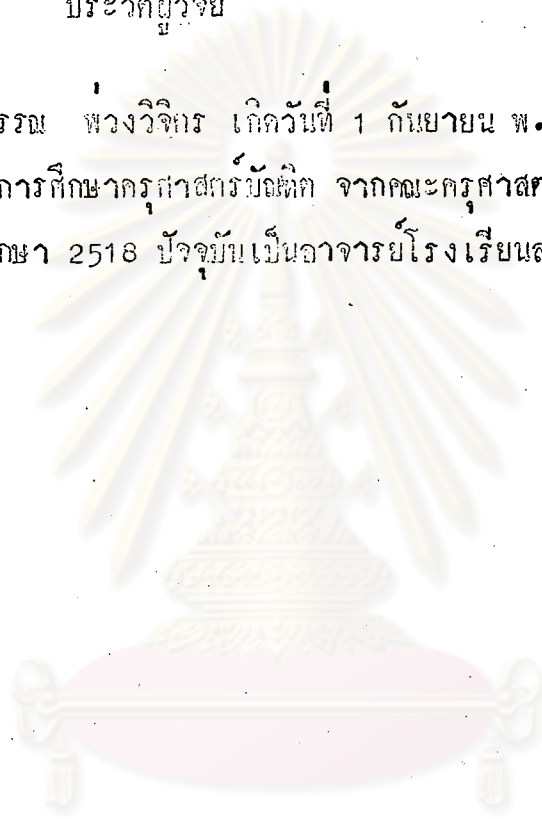 ประวัติผู้วิจัย
รรณ พ่วงวิจิตร เกิดวันที่ 1 กันยายน พ.
การศึกษาครุศาสตร์บัณฑิต จากคณะครุศาสต
กษา 2518 ปัจจุบันเป็นอาจารย์โรงเรียนส